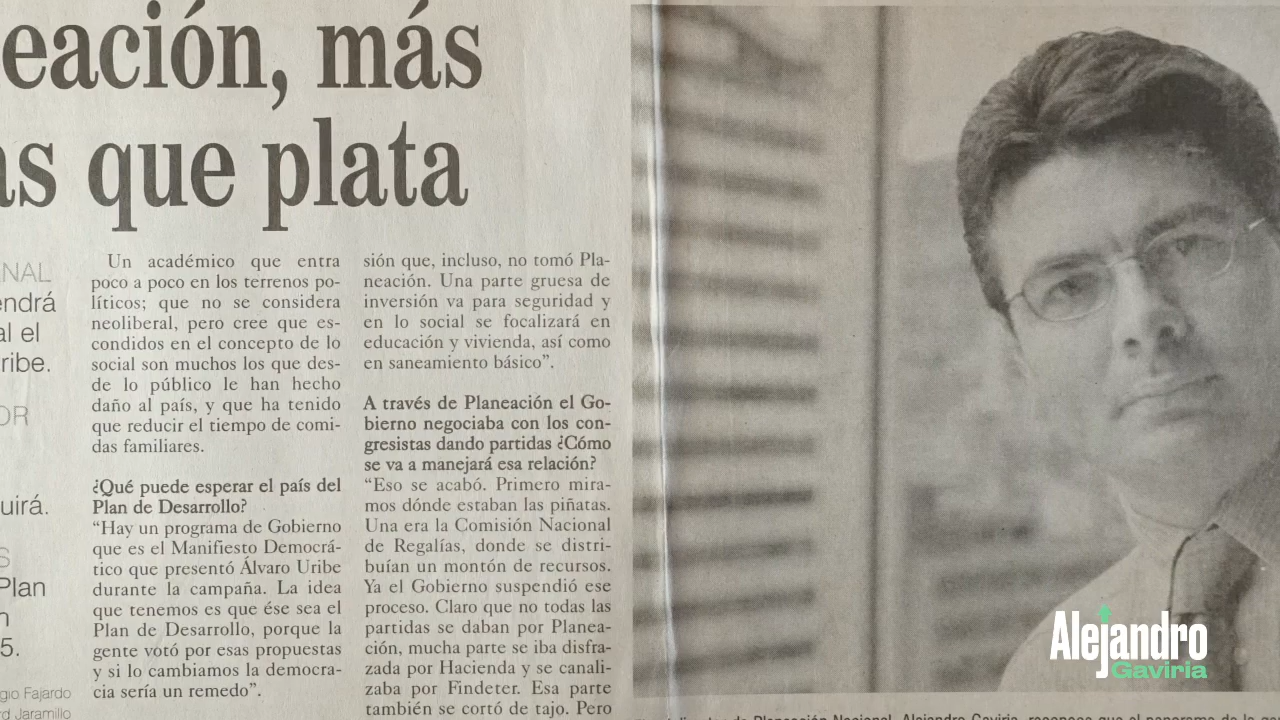 eación, más
as que plata
NAL
endrá
al el
ribe.
OR
uirá.
S
Plan
n
5.
gio Fajardo
rd Jaramillo
Un académico que entra
poco a poco en los terrenos po-
líticos; que no se considera
neoliberal, pero cree que es-
condidos en el concepto de lo
social son muchos los que des-
de lo público le han hecho
daño al país, y que ha tenido
que reducir el tiempo de comi-
das familiares.
¿Qué puede esperar el país del
Plan de Desarrollo?
“Hay un programa de Gobierno
que es el Manifiesto Democrá-
tico que presentó Álvaro Uribe
durante la campaña. La idea
que tenemos es que ése sea el
Plan de Desarrollo, porque la
gente votó por esas propuestas
y si lo cambiamos la democra-
cia sería un remedo”.
sión que, incluso, no tomó Pla-
neación. Una parte gruesa de
inversión va para seguridad y
en lo social se focalizará en
educación y vivienda, así como
en saneamiento básico”.
A través de Planeación el Go-
bierno negociaba con los con-
gresistas dando partidas ¿Cómo
se va a manejará esa relación?
“Eso se acabó. Primero mira-
mos dónde estaban las piñatas.
Una era la Comisión Nacional
de Regalías, donde se distri-
buían un montón de recursos.
Ya el Gobierno suspendió ese
proceso. Claro que no todas las
partidas se daban por Planea-
ción, mucha parte se iba disfra-
zada por Hacienda y se canali-
zaba por Findeter. Esa parte
también se cortó de tajo. Pero
Alejandro
Gaviria
director de Planeación Nacional, Alejandro Gaviria, reconoce que el panorama de la